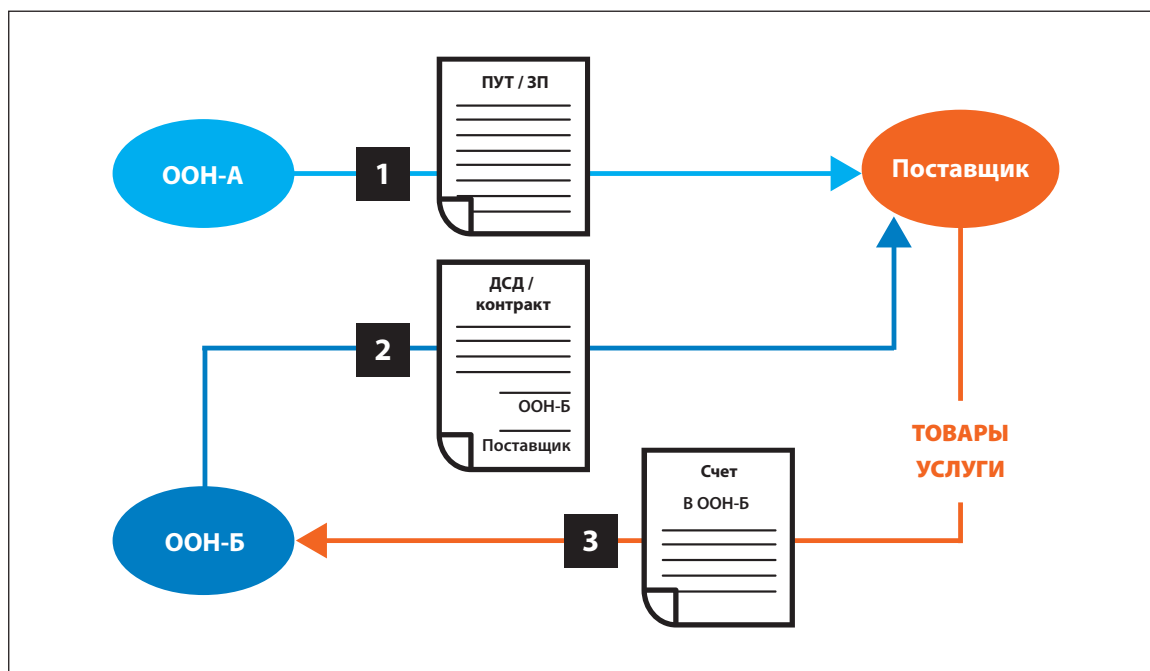 ПУТ / ЗП
ООН-А
1
Поставщик
ДСД /
контракт
2
ООН-Б
Поставщик
ТОВАРЫ
УСЛУГИ
Счет
В ООН-Б
ООН-Б
3